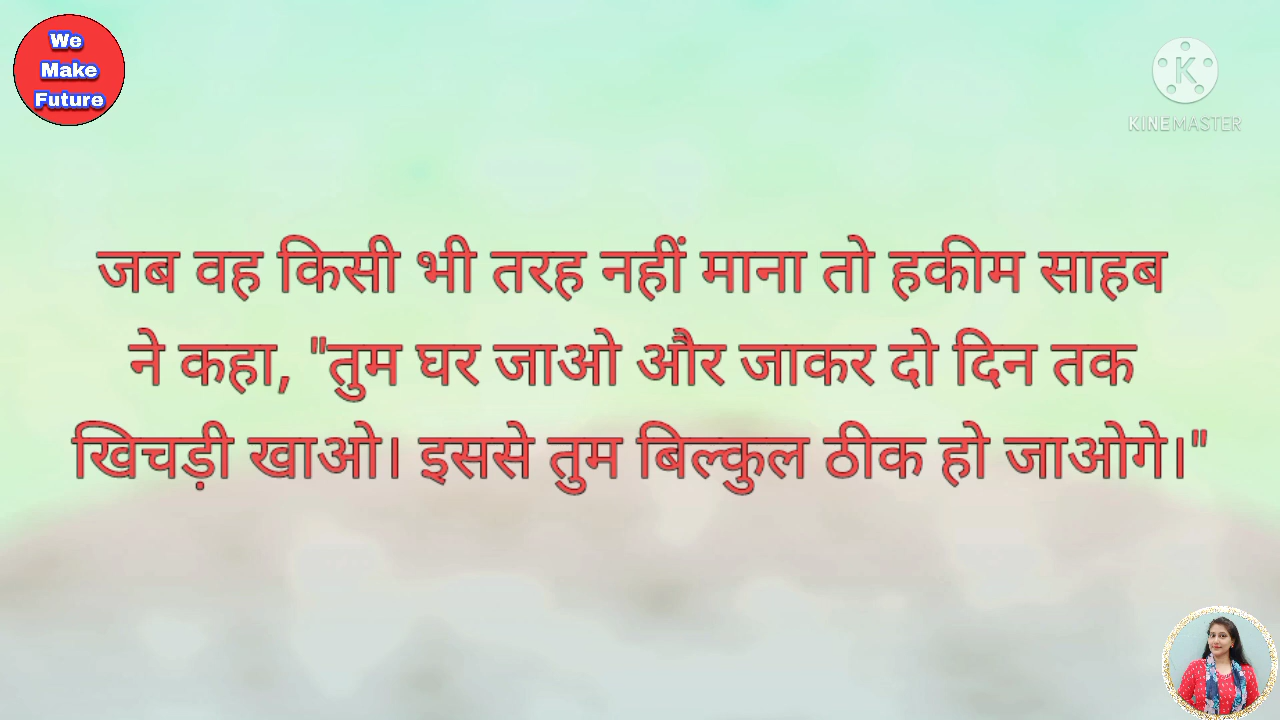 We
Make
Future
KINEMASTER
जब वह किसी भी तरह नहीं माना तो हकीम साहब
ने कहा, "तुम घर जाओ और जाकर दो दिन तक
खिचड़ी खाओ। इससे तुम बिल्कुल ठीक हो जाओगे।"